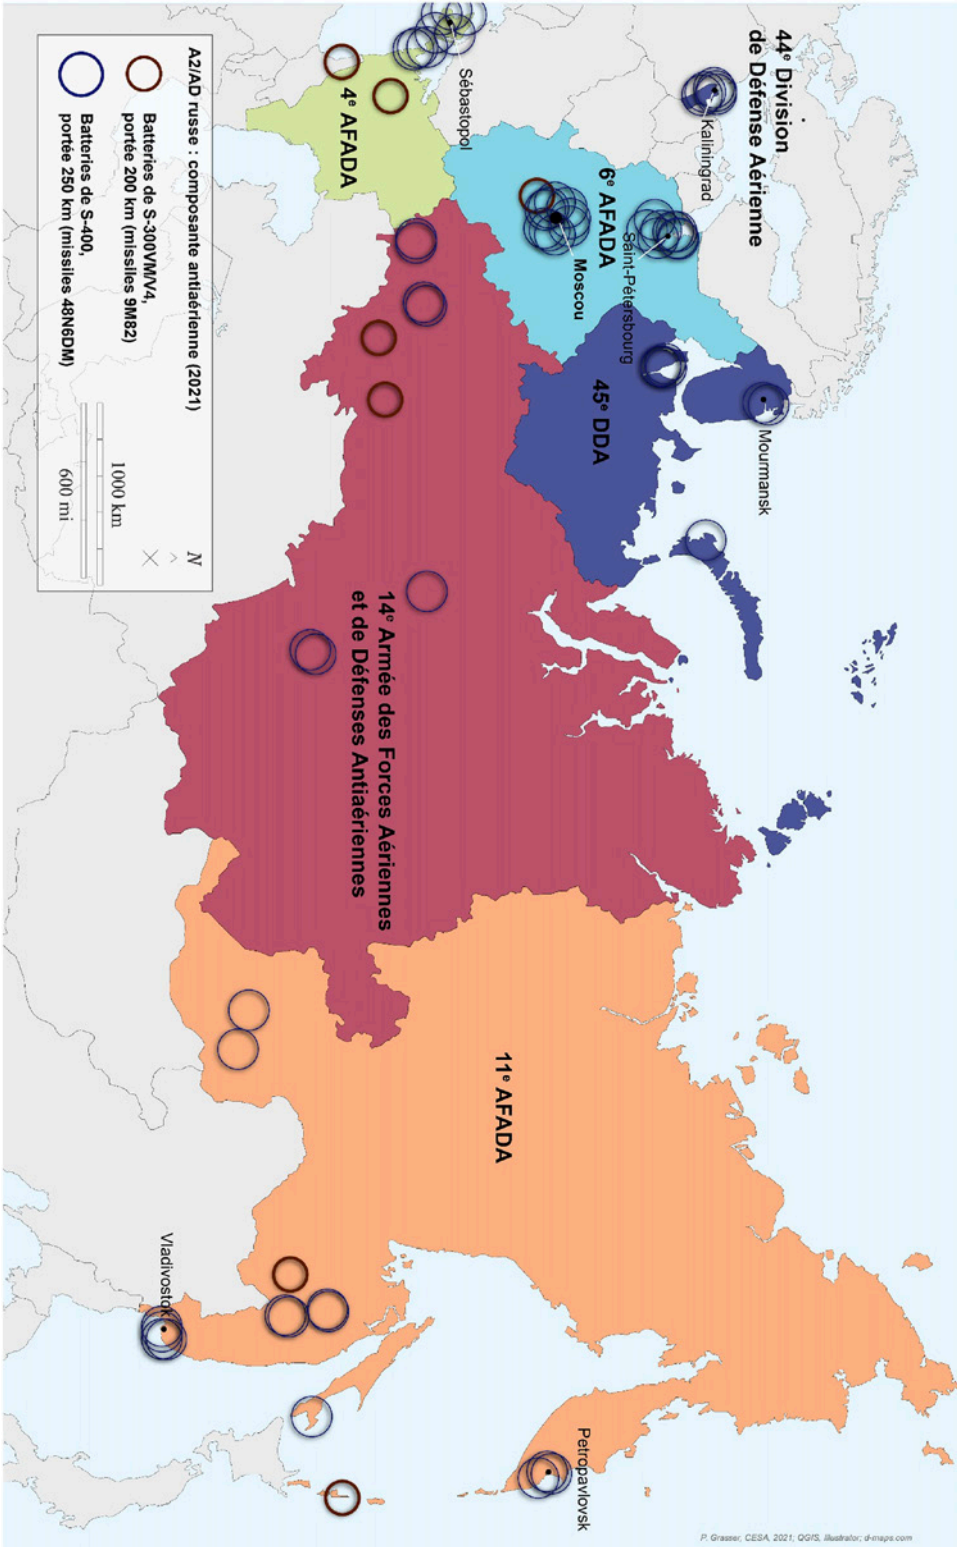 44e Division
de Défense Aérienne
Kaliningrad
Mourmansk
Saint-Pétersbourg
6e AFADA
Moscou
45e DDA
Sébastopol
4e AFADA
14e Armée des Forces Aériennes
et de Défenses Antiaériennes
11e AFADA
Petropavlovsk
Vladivostok
A2/AD russe : composante antiaérienne (2021)
Batteries de S-300VM/V4,
portée 200 km (missiles 9M82)
Batteries de S-400,
portée 250 km (missiles 48N6DM)
N
1000 km
600 mi
P. Grasser, CESA, 2021; QGIS, Illustrator; d-maps.com